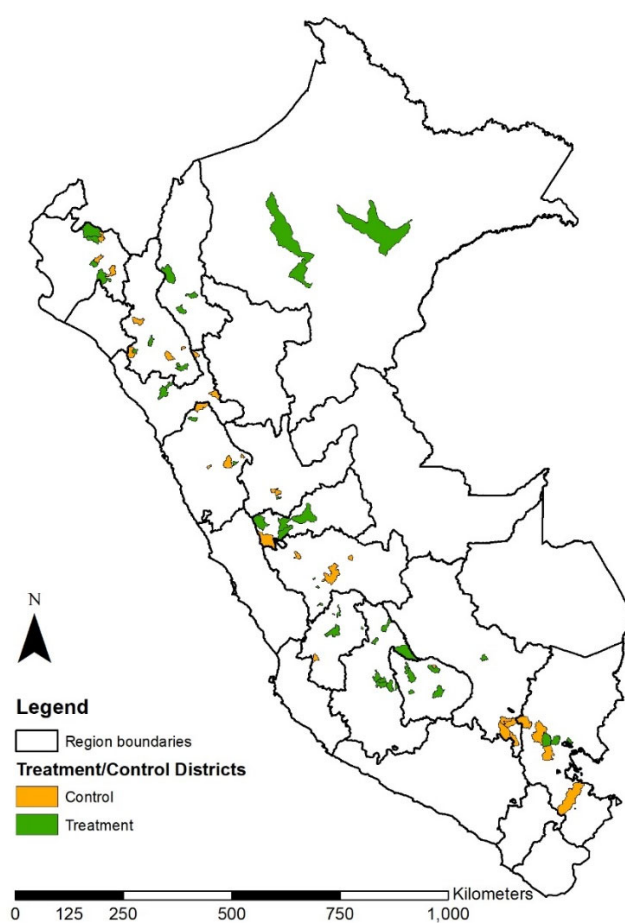 N
Legend
Region boundaries
Treatment/Control Districts
Control
Treatment
Kilometers
0 125 250 500 750 1,000